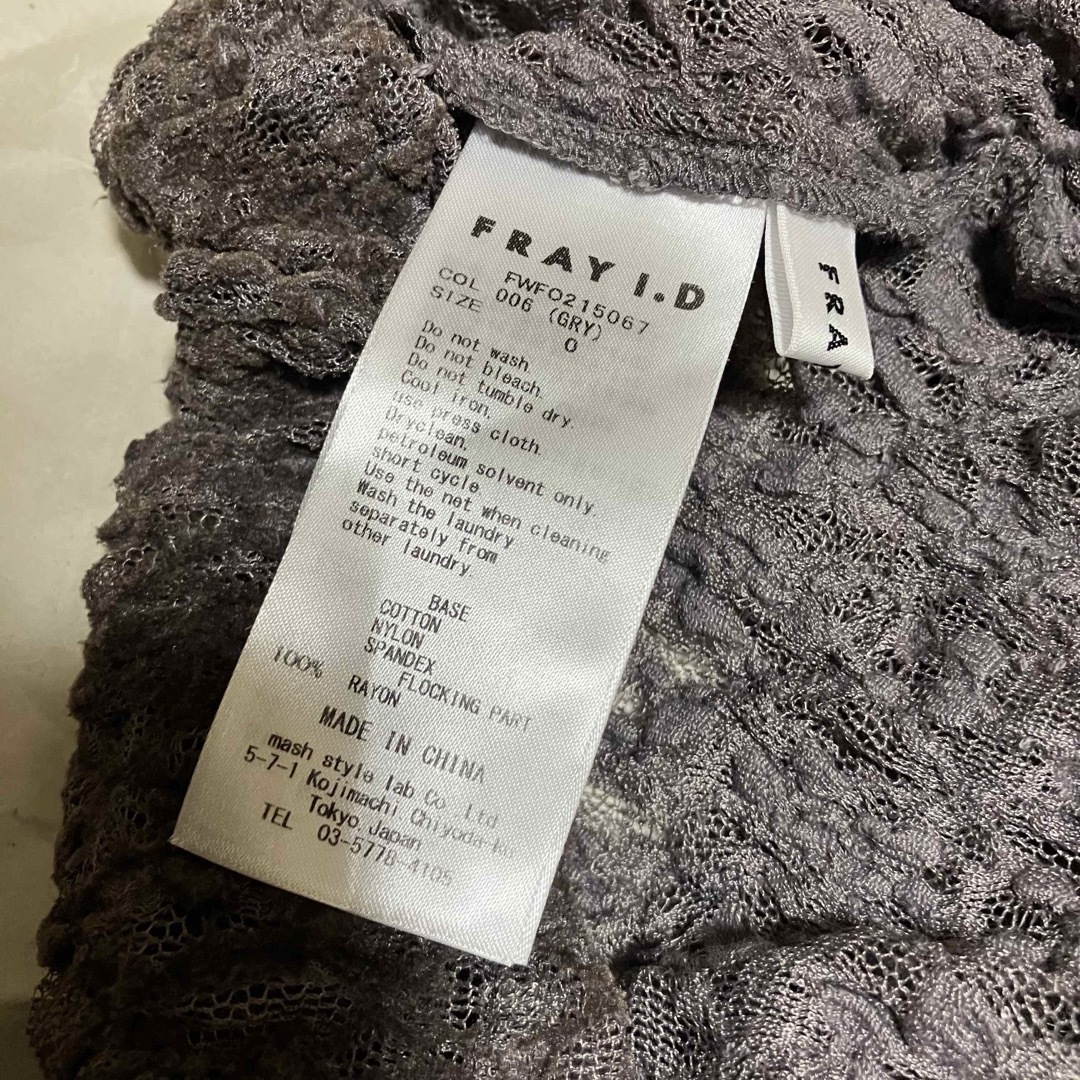 FRAY I.D
FWFO215067
COL 006 (GRY)
SIZE 0
Do not wash
Do not bleach.
Do not tumble dry.
Cool iron.
use press cloth.
Dryclean.
petroleum solvent only
short cycle.
Use the net when cleaning
Wash the laundry
separately from
other laundry.
BASE
COTTON
NYLON
SPANDEX
FLOCKING PART
100% RAYON
MADE IN CHINA
mash style lab Co. Ltd
5-7-1 Kojimachi Chiyoda-ku
Tokyo Japan
TEL 03-5778-4105
FRA